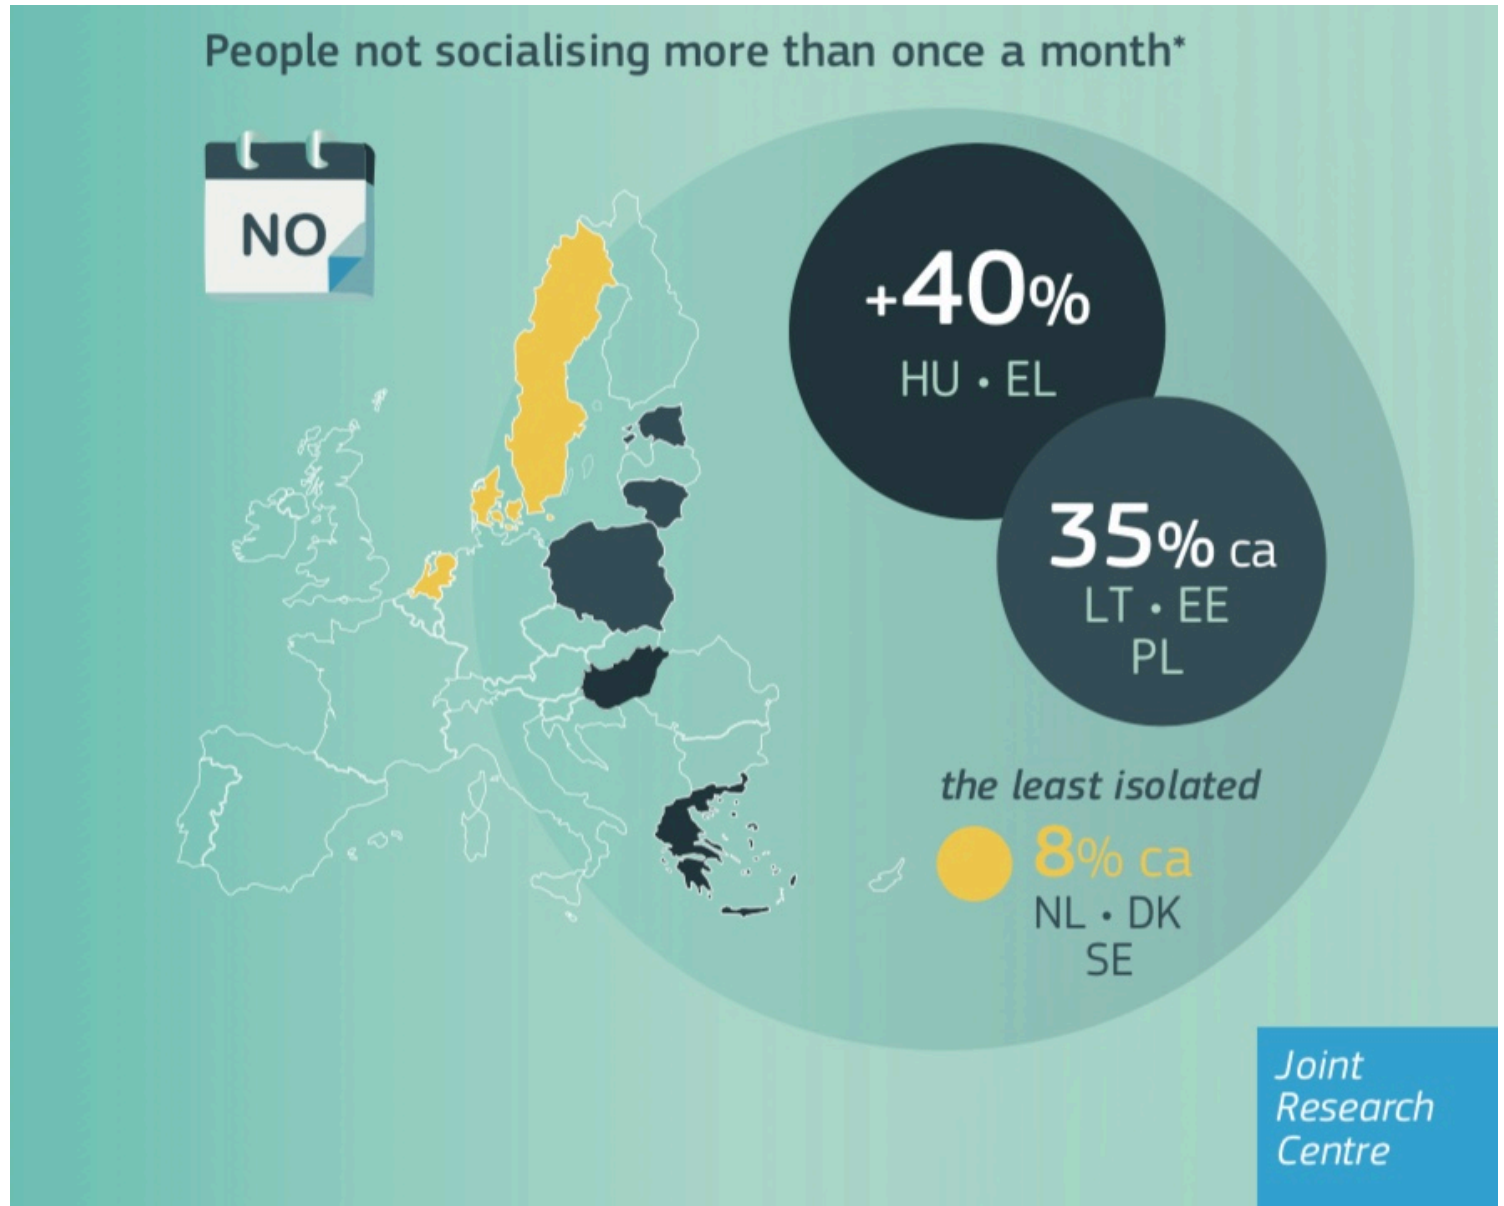 People not socialising more than once a month*
NO
+40%
HU • EL
35% ca
LT • EE
PL
the least isolated
8% ca
NL • DK
SE
Joint
Research
Centre